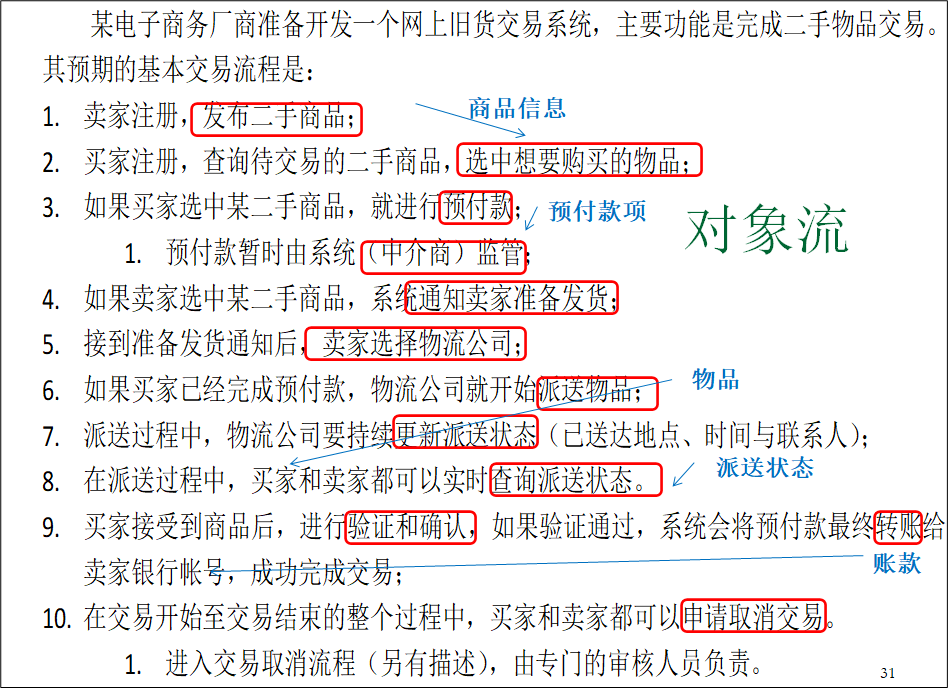 某电子商务厂商准备开发一个网上旧货交易系统，主要功能是完成二手物品交易。
其预期的基本交易流程是：
1. 卖家注册，发布二手商品；
商品信息
2. 买家注册，查询待交易的二手商品，选中想要购买的物品；
3. 如果买家选中某二手商品，就进行预付款；
预付款项
对象流
1. 预付款暂时由系统（中介商）监管；
4. 如果卖家选中某二手商品，系统通知卖家准备发货；
5. 接到准备发货通知后，卖家选择物流公司；
6. 如果买家已经完成预付款，物流公司就开始派送物品；
物品
7. 派送过程中，物流公司要持续更新派送状态（已送达地点、时间与联系人）；
8. 在派送过程中，买家和卖家都可以实时查询派送状态。
派送状态
9. 买家接受到商品后，进行验证和确认，如果验证通过，系统会将预付款最终转账给
卖家银行帐号，成功完成交易；
账款
10. 在交易开始至交易结束的整个过程中，买家和卖家都可以申请取消交易。
1. 进入交易取消流程（另有描述），由专门的审核人员负责。
31